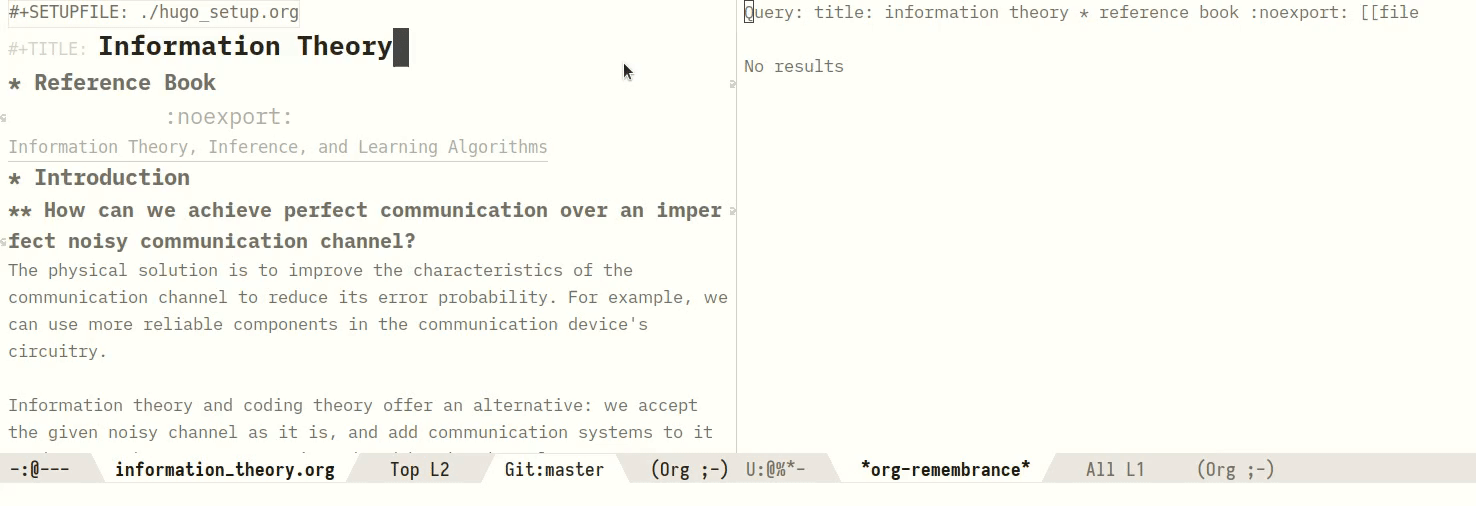 #+SETUPFILE: ./hugo_setup.org
#+TITLE: Information Theory
* Reference Book
:noexport:
Information Theory, Inference, and Learning Algorithms
* Introduction
** How can we achieve perfect communication over an imper
fect noisy communication channel?
The physical solution is to improve the characteristics of the
communication channel to reduce its error probability. For example, we
can use more reliable components in the communication device's
circuitry.
Information theory and coding theory offer an alternative: we accept
the given noisy channel as it is, and add communication systems to it
-:@--- information_theory.org Top L2 Git:master (Org ;-)
Query: title: information theory * reference book :noexport: [[file
No results
U:@%*- *org-remembrance* All L1 (Org ;-)